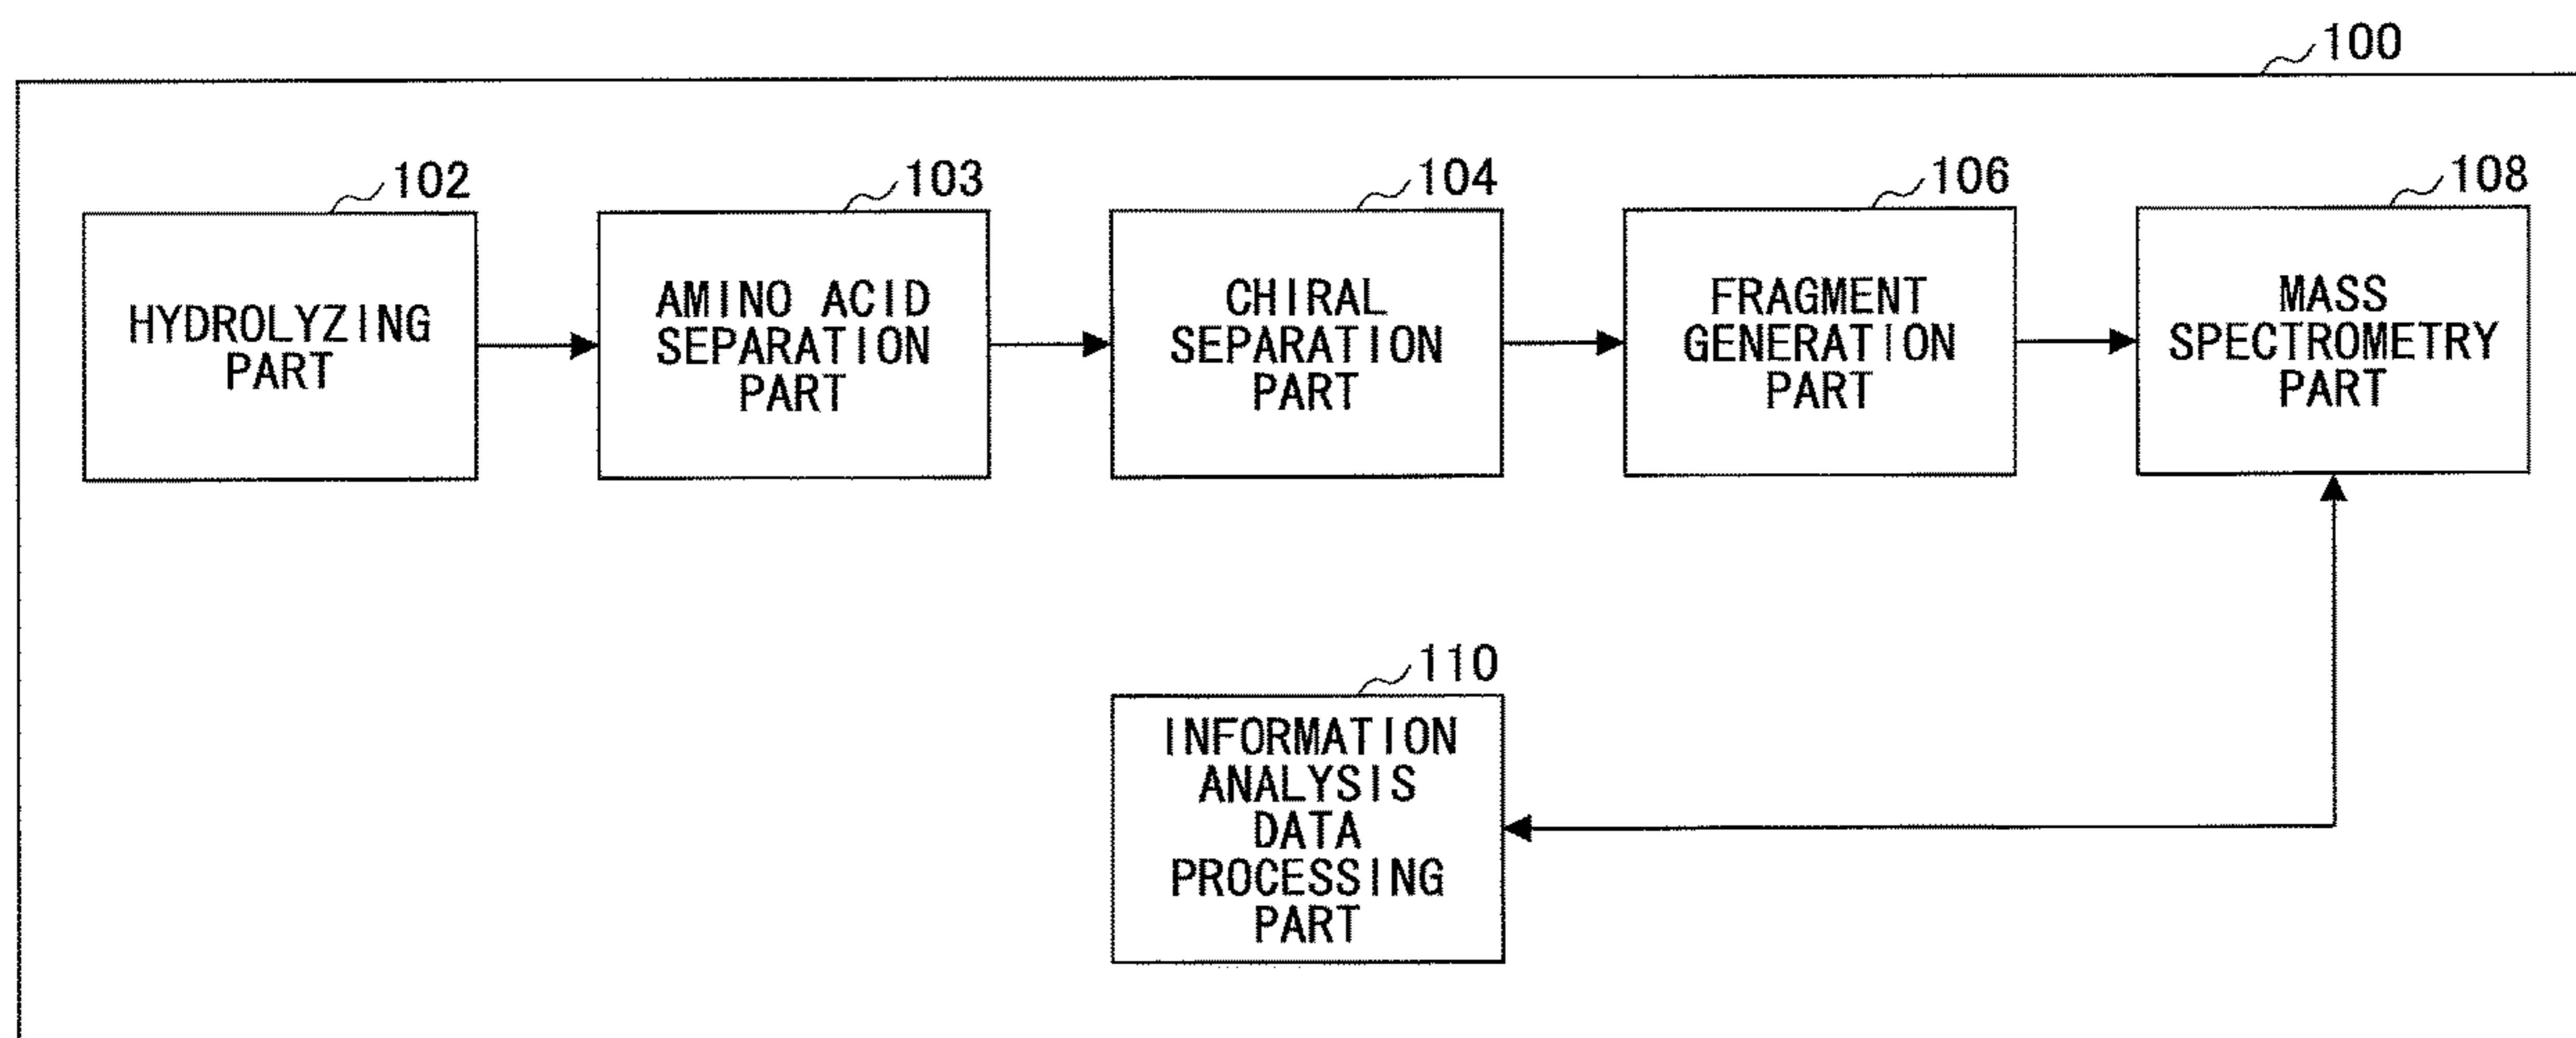 100
102
HYDROLYZING
PART
103
AMINO ACID
SEPARATION
PART
104
CHIRAL
SEPARATION
PART
106
FRAGMENT
GENERATION
PART
108
MASS
SPECTROMETRY
PART
110
INFORMATION
ANALYSIS
DATA
PROCESSING
PART